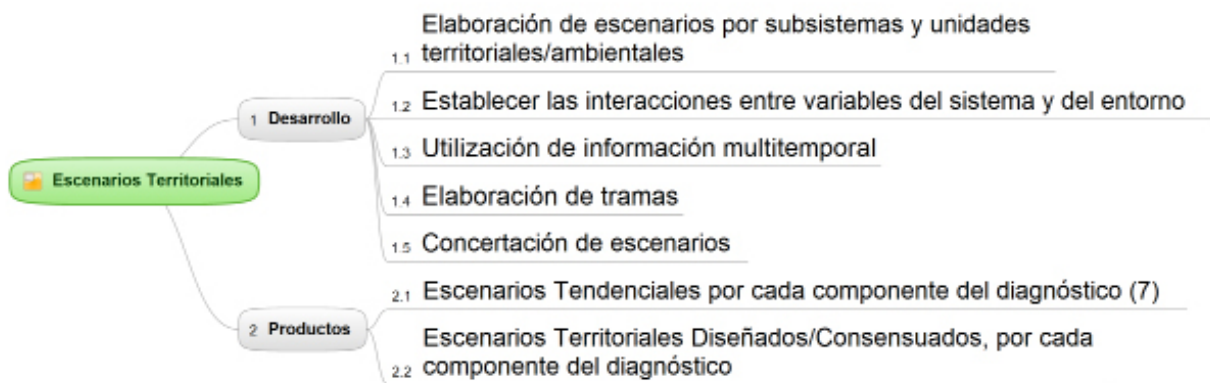 Elaboración de escenarios por subsistemas y unidades
1.1 territoriales/ambientales
1.2 Establecer las interacciones entre variables del sistema y del entorno
1 Desarrollo
1.3 Utilización de información multitemporal
Escenarios Territoriales
1.4 Elaboración de tramas
1.5 Concertación de escenarios
2.1 Escenarios Tendenciales por cada componente del diagnóstico (7)
2 Productos
Escenarios Territoriales Diseñados/Consensuados, por cada
2.2 componente del diagnóstico